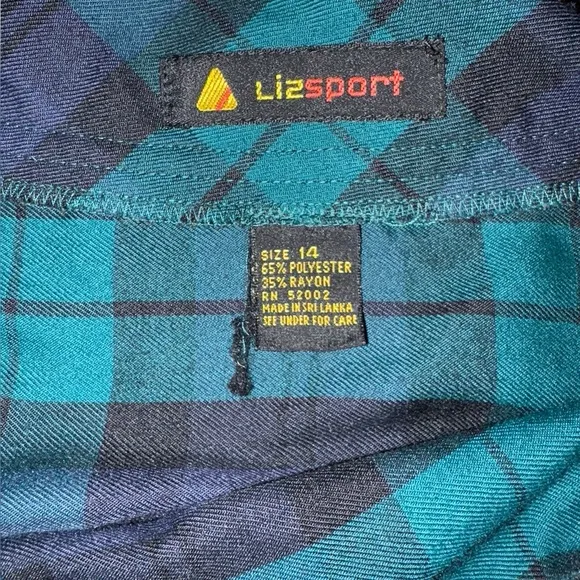 Lizsport
SIZE 14
65% POLYESTER
35% RAYON
RN 52002
MADE IN SRI LANKA
SEE UNDER FOR CARE